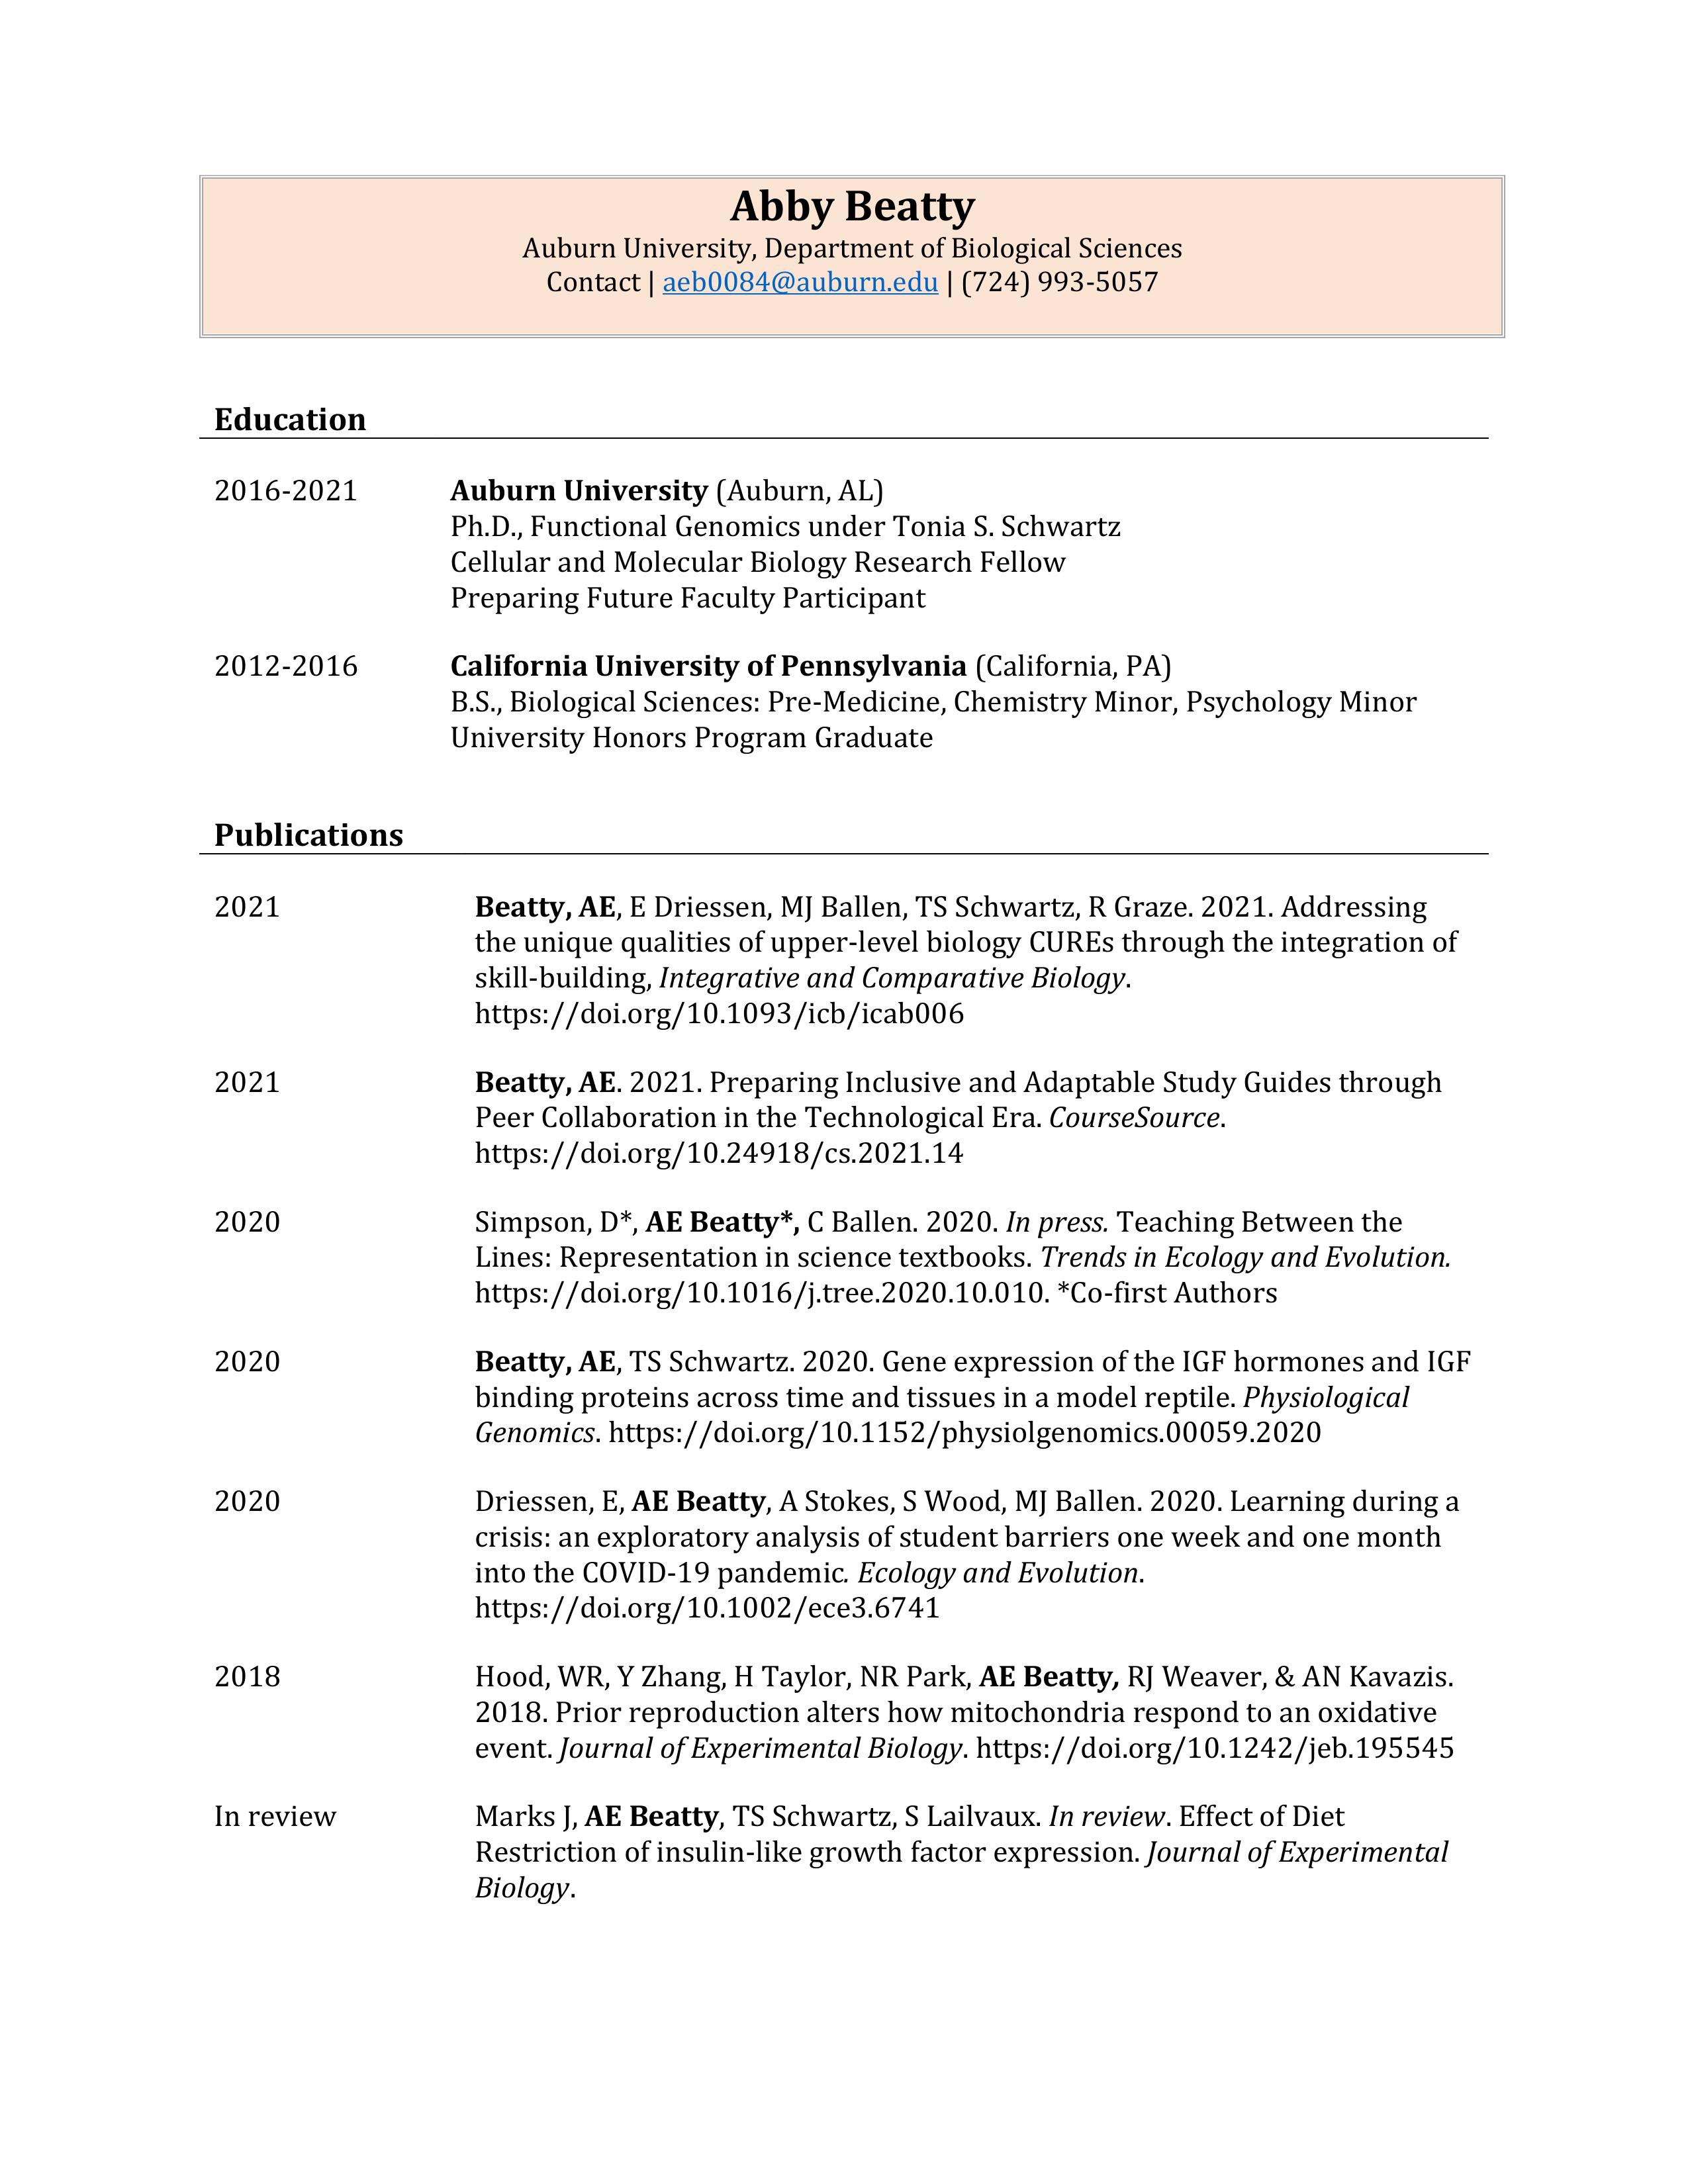 Abby Beatty
Auburn University, Department of Biological Sciences
Contact | aeb0084@auburn.edu | (724) 993-5057
Education
2016-2021 Auburn University (Auburn, AL)
Ph.D., Functional Genomics under Tonia S. Schwartz
Cellular and Molecular Biology Research Fellow
Preparing Future Faculty Participant
2012-2016 California University of Pennsylvania (California, PA)
B.S., Biological Sciences: Pre-Medicine, Chemistry Minor, Psychology Minor
University Honors Program Graduate
Publications
2021 Beatty, AE, E Driessen, MJ Ballen, TS Schwartz, R Graze. 2021. Addressing
the unique qualities of upper-level biology CUREs through the integration of
skill-building, Integrative and Comparative Biology.
https://doi.org/10.1093/icb/icab006
2021 Beatty, AE. 2021. Preparing Inclusive and Adaptable Study Guides through
Peer Collaboration in the Technological Era. CourseSource.
https://doi.org/10.24918/cs.2021.14
2020 Simpson, D*, AE Beatty*, C Ballen. 2020. In press. Teaching Between the
Lines: Representation in science textbooks. Trends in Ecology and Evolution.
https://doi.org/10.1016/j.tree.2020.10.010. *Co-first Authors
2020 Beatty, AE, TS Schwartz. 2020. Gene expression of the IGF hormones and IGF
binding proteins across time and tissues in a model reptile. Physiological
Genomics. https://doi.org/10.1152/physiolgenomics.00059.2020
2020 Driessen, E, AE Beatty, A Stokes, S Wood, MJ Ballen. 2020. Learning during a
crisis: an exploratory analysis of student barriers one week and one month
into the COVID-19 pandemic. Ecology and Evolution.
https://doi.org/10.1002/ece3.6741
2018 Hood, WR, Y Zhang, H Taylor, NR Park, AE Beatty, RJ Weaver, & AN Kavazis.
2018. Prior reproduction alters how mitochondria respond to an oxidative
event. Journal of Experimental Biology. https://doi.org/10.1242/jeb.195545
In review Marks J, AE Beatty, TS Schwartz, S Lailvaux. In review. Effect of Diet
Restriction of insulin-like growth factor expression. Journal of Experimental
Biology.